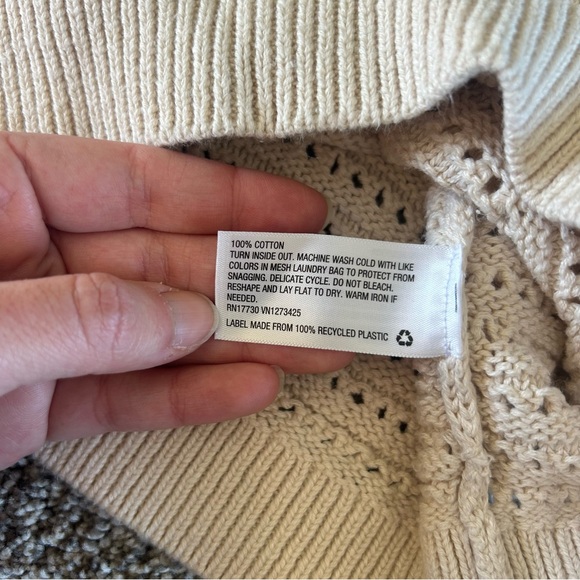 100% COTTON
TURN INSIDE OUT. MACHINE WASH COLD WITH LIKE
COLORS IN MESH LAUNDRY BAG TO PROTECT FROM
SNAGGING. DELICATE CYCLE. DO NOT BLEACH.
RESHAPE AND LAY FLAT TO DRY. WARM IRON IF
NEEDED.
RN17730 VN1273425
LABEL MADE FROM 100% RECYCLED PLASTIC